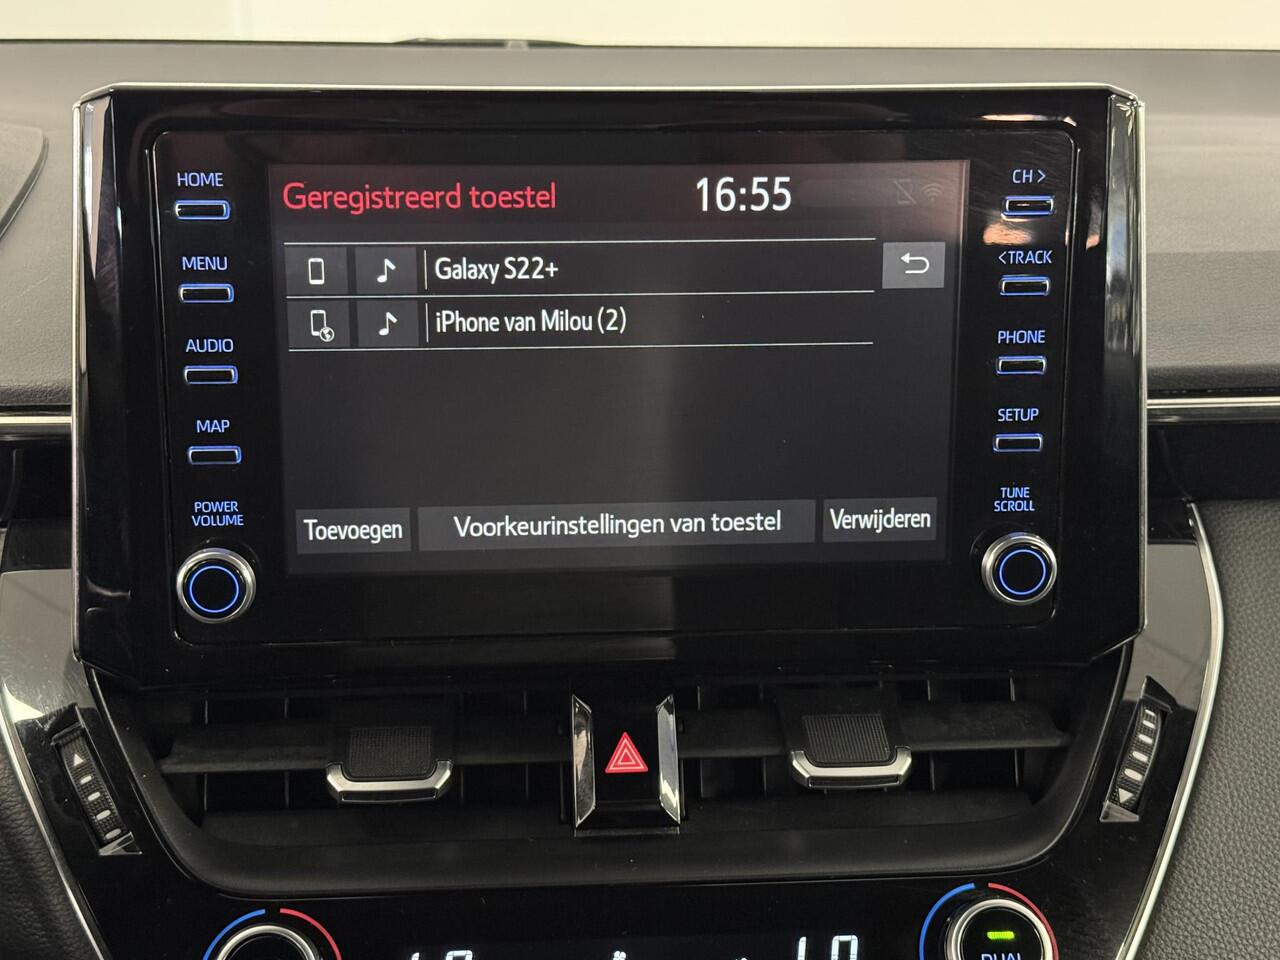 HOME
MENU
AUDIO
MAP
POWER
VOLUME
Geregistreerd toestel
16:55
Galaxy S22+
iPhone van Milou (2)
Toevoegen
Voorkeurinstellingen van toestel
Verwijderen
CH >
<TRACK
PHONE
SETUP
TUNE
SCROLL
DUAL